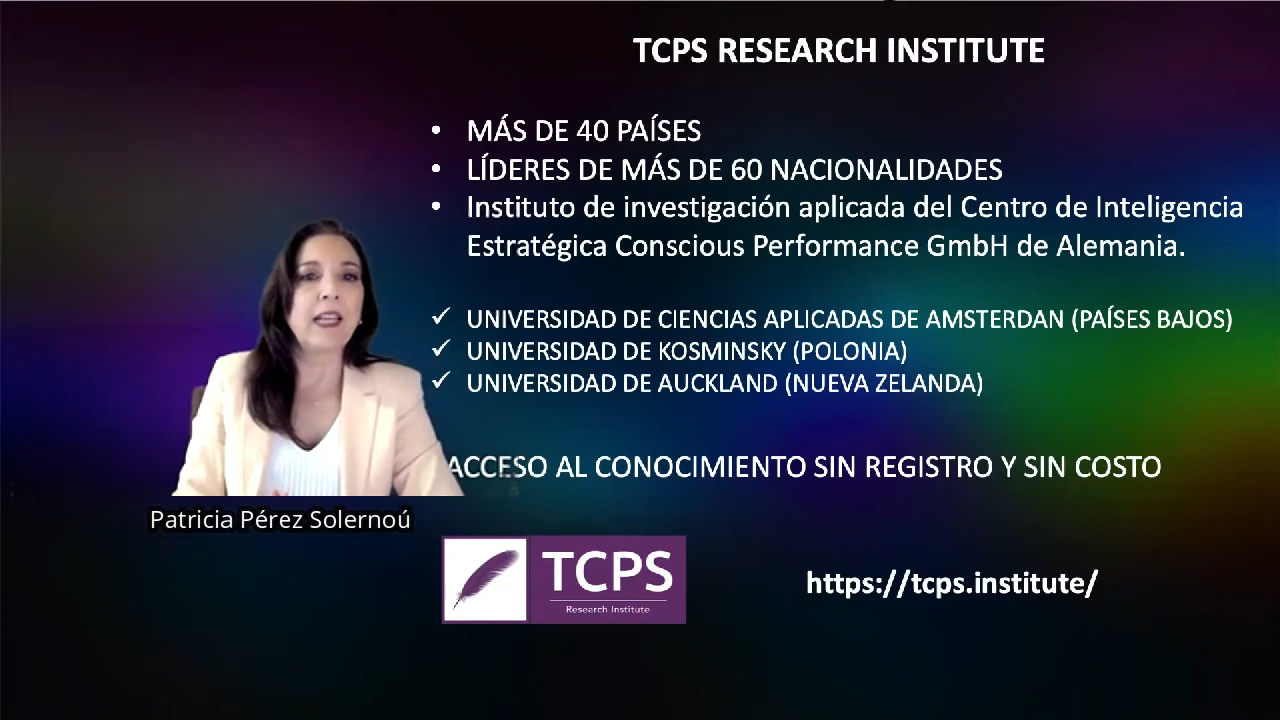 TCPS RESEARCH INSTITUTE
• MÁS DE 40 PAÍSES
• LÍDERES DE MÁS DE 60 NACIONALIDADES
• Instituto de investigación aplicada del Centro de Inteligencia
Estratégica Conscious Performance GmbH de Alemania.
✓ UNIVERSIDAD DE CIENCIAS APLICADAS DE AMSTERDAN (PAÍSES BAJOS)
✓ UNIVERSIDAD DE KOSMINSKY (POLONIA)
✓ UNIVERSIDAD DE AUCKLAND (NUEVA ZELANDA)
ACCESO AL CONOCIMIENTO SIN REGISTRO Y SIN COSTO
Patricia Pérez Solernoú
TCPS
Research Institute
https://tcps.institute/